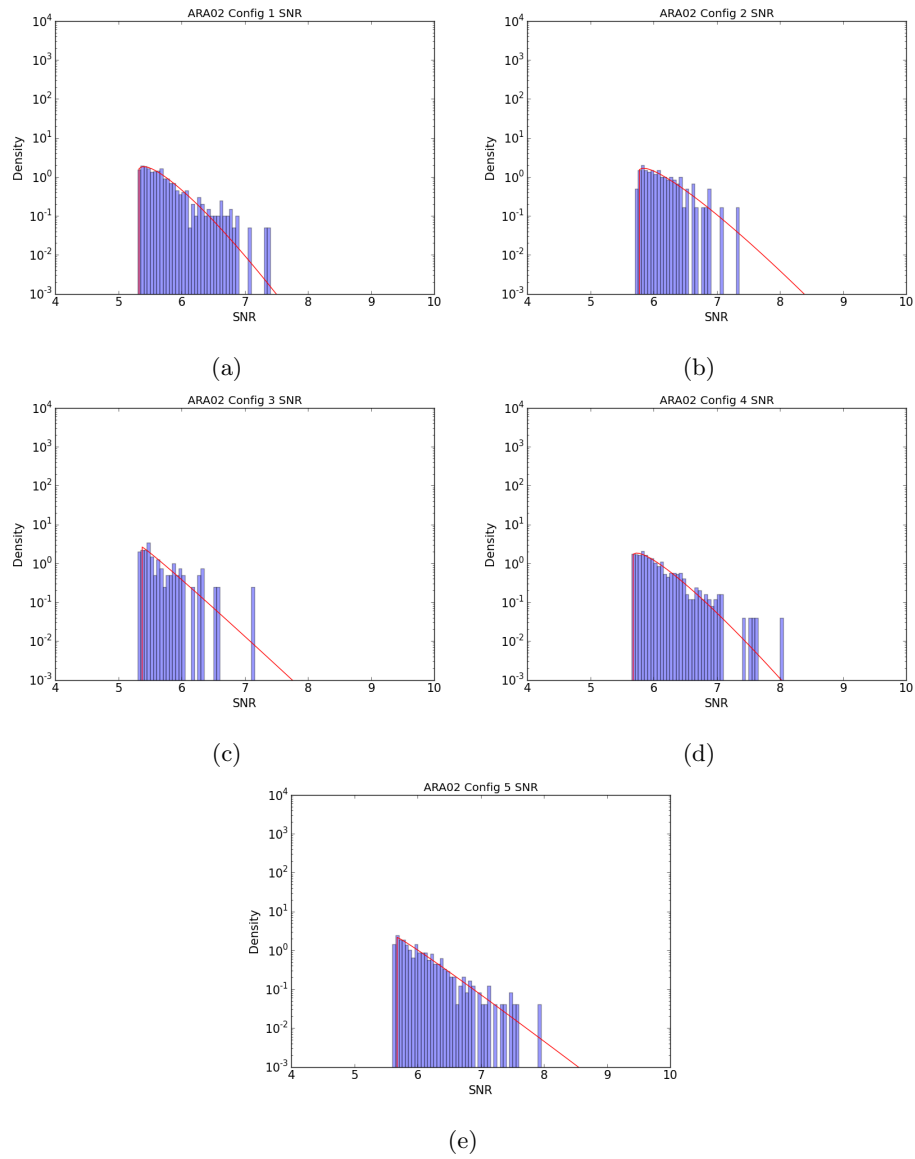 ARA02 Config 1 SNR
10^4
10^3
10^2
10^1
10^0
10^-1
10^-2
10^-3
Density
4 5 6 7 8 9 10
SNR
(a)
ARA02 Config 2 SNR
10^4
10^3
10^2
10^1
10^0
10^-1
10^-2
10^-3
Density
4 5 6 7 8 9 10
SNR
(b)
ARA02 Config 3 SNR
10^4
10^3
10^2
10^1
10^0
10^-1
10^-2
10^-3
Density
4 5 6 7 8 9 10
SNR
(c)
ARA02 Config 4 SNR
10^4
10^3
10^2
10^1
10^0
10^-1
10^-2
10^-3
Density
4 5 6 7 8 9 10
SNR
(d)
ARA02 Config 5 SNR
10^4
10^3
10^2
10^1
10^0
10^-1
10^-2
10^-3
Density
4 5 6 7 8 9 10
SNR
(e)